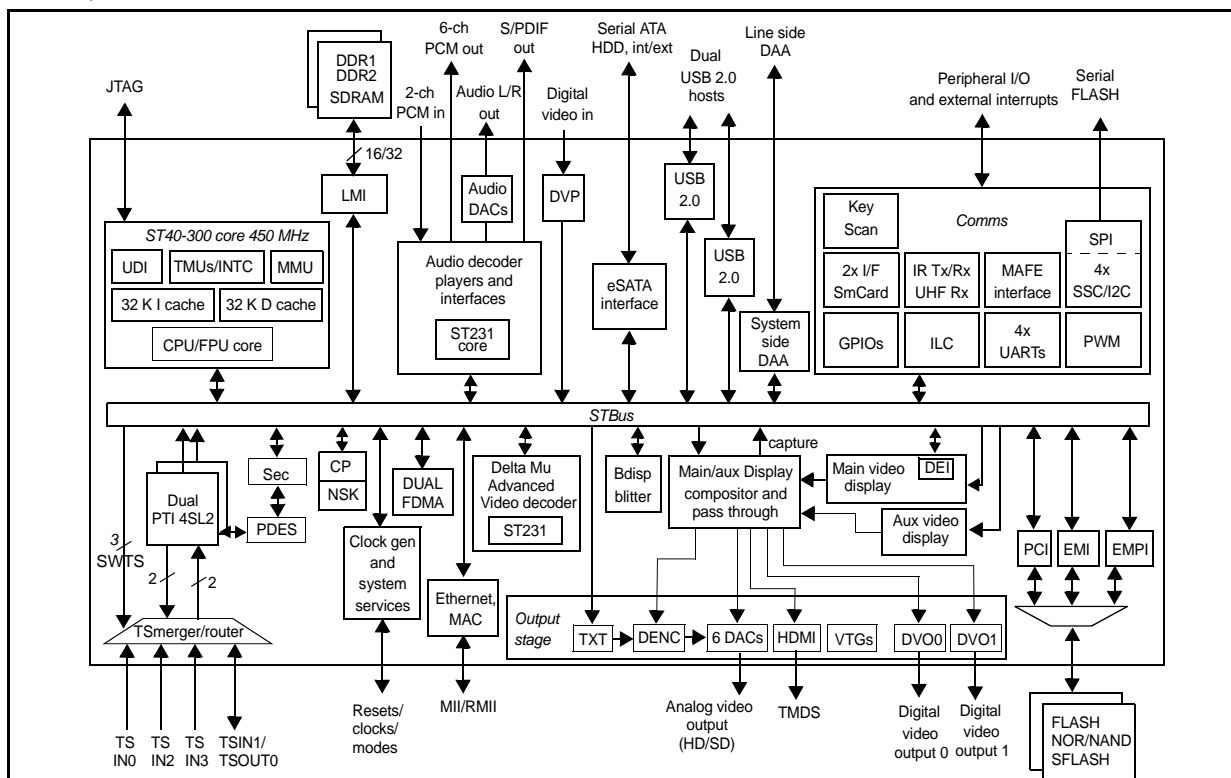 6-ch
PCM out
S/PDIF
out
Serial ATA
HDD, int/ext
Line side
DAA
DDR1
DDR2
SDRAM
JTAG
2-ch
PCM in
Audio L/R
out
Digital
video in
Dual
USB 2.0
hosts
Peripheral I/O
and external interrupts
Serial
FLASH
16/32
LMI
Audio
DACs
DVP
USB
2.0
USB
2.0
ST40-300 core 450 MHz
UDI
TMUs/INTC
MMU
32 K I cache
32 K D cache
CPU/FPU core
Audio decoder
players and
interfaces
ST231
core
eSATA
interface
System
side
DAA
Key
Scan
Comms
SPI
2x I/F
SmCard
IR Tx/Rx
UHF Rx
MAFE
interface
4x
SSC/I2C
GPIOs
ILC
4x
UARTs
PWM
STBus
capture
Dual
PTI 4SL2
Sec
PDES
CP
NSK
DUAL
FDMA
Delta Mu
Advanced
Video decoder
ST231
Bdisp
blitter
Main/aux Display
compositor and
pass through
Main video
display
DEI
Aux video
display
3
SWTS
2
2
Clock gen
and
system
services
Ethernet,
MAC
PCI
EMI
EMPI
TSmerger/router
Output
stage
TXT
DENC
6 DACs
HDMI
VTGs
DVO0
DVO1
TS
IN0
TS
IN2
TS
IN3
TSIN1/
TSOUT0
Resets/
clocks/
modes
MII/RMII
Analog video
output
(HD/SD)
TMDS
Digital
video
output 0
Digital
video
output 1
FLASH
NOR/NAND
SFLASH